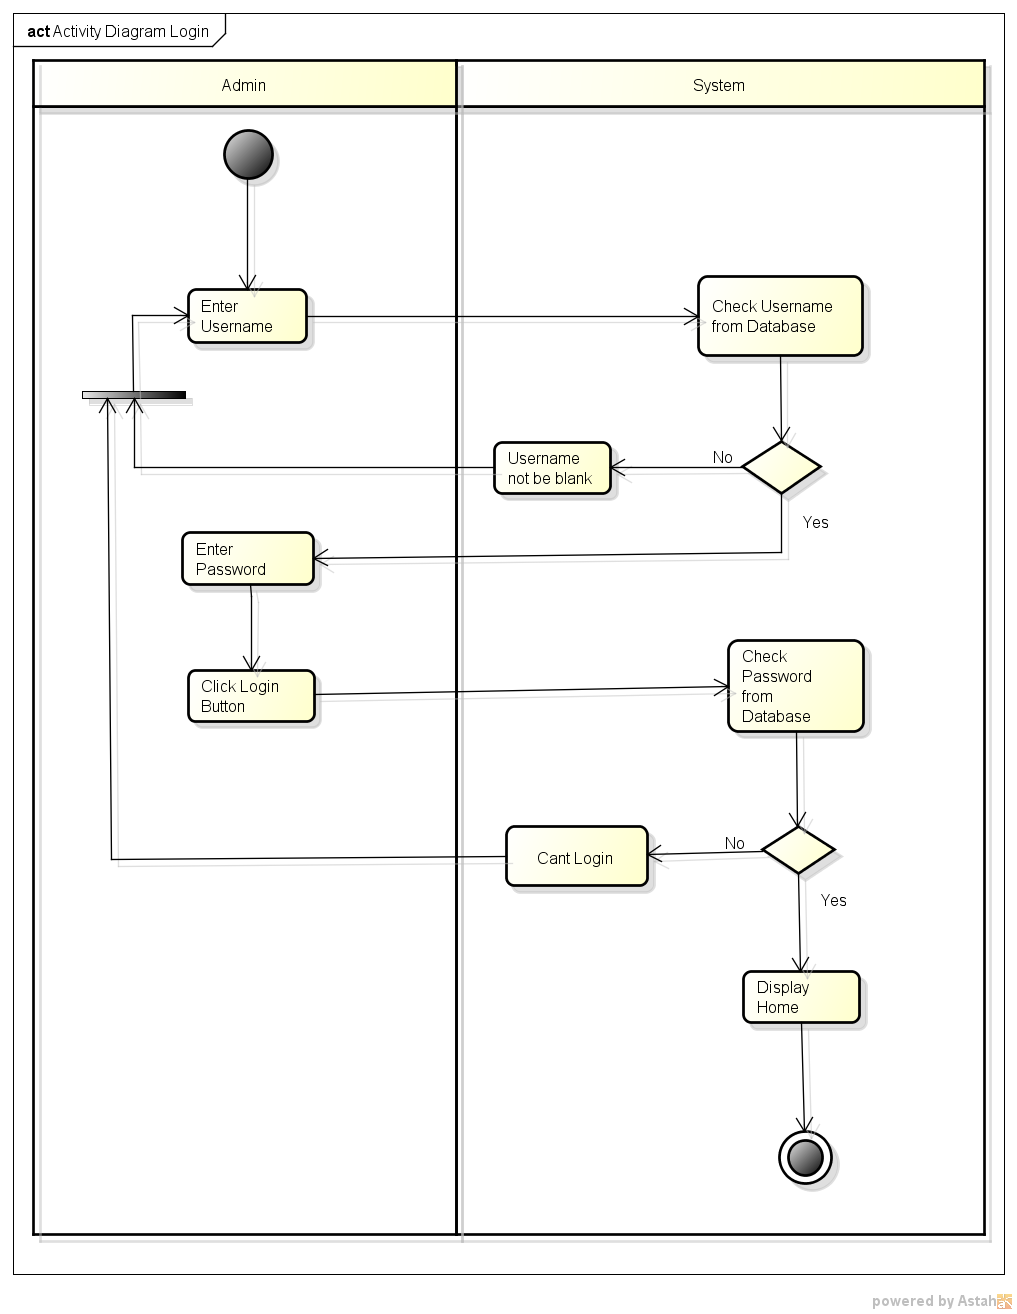 act Activity Diagram Login
Admin
System
Enter
Username
Check Username
from Database
No
Username
not be blank
Yes
Enter
Password
Click Login
Button
Check
Password
from
Database
No
Cant Login
Yes
Display
Home
powered by Astah